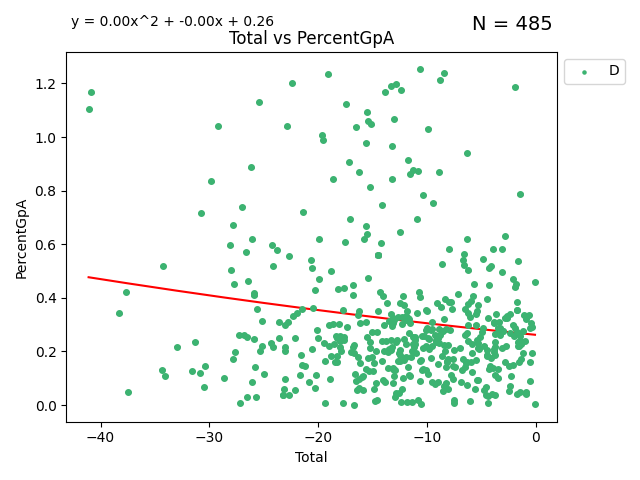 y = 0.00x^2 + -0.00x + 0.26
N = 485
Total vs PercentGpA
D
PercentGpA
1.2
1.0
0.8
0.6
0.4
0.2
0.0
−40 −30 −20 −10 0
Total